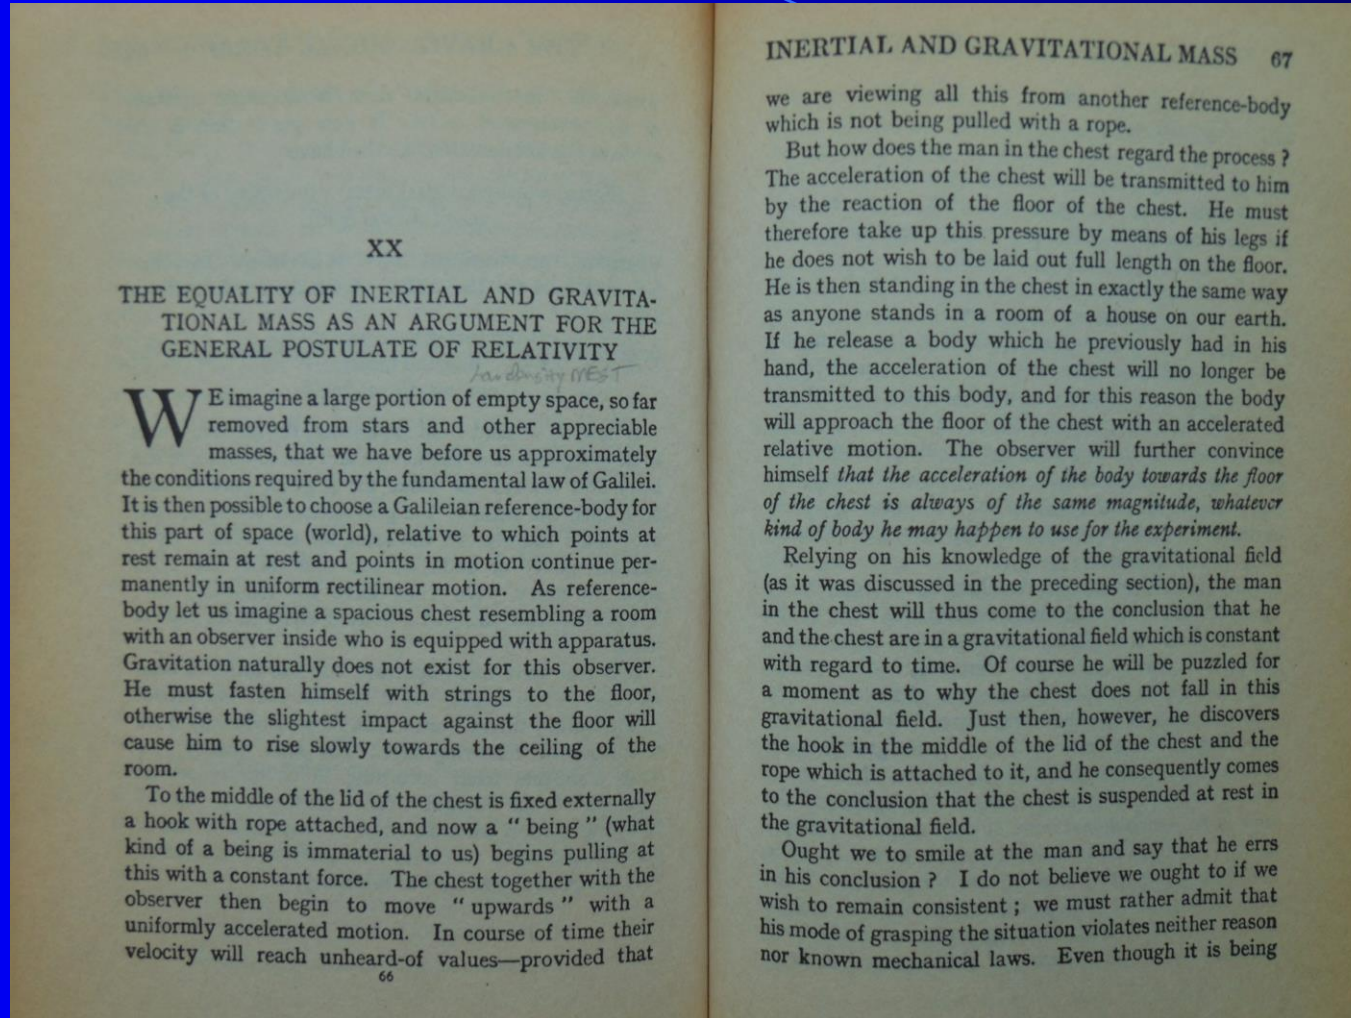 XX
THE EQUALITY OF INERTIAL AND GRAVITA-
TIONAL MASS AS AN ARGUMENT FOR THE
GENERAL POSTULATE OF RELATIVITY
MEST
WE imagine a large portion of empty space, so far
removed from stars and other appreciable
masses, that we have before us approximately
the conditions required by the fundamental law of Galilei.
It is then possible to choose a Galileian reference-body for
this part of space (world), relative to which points at
rest remain at rest and points in motion continue per-
manently in uniform rectilinear motion. As reference-
body let us imagine a spacious chest resembling a room
with an observer inside who is equipped with apparatus.
Gravitation naturally does not exist for this observer.
He must fasten himself with strings to the floor,
otherwise the slightest impact against the floor will
cause him to rise slowly towards the ceiling of the
room.
To the middle of the lid of the chest is fixed externally
a hook with rope attached, and now a " being " (what
kind of a being is immaterial to us) begins pulling at
this with a constant force. The chest together with the
observer then begin to move " upwards " with a
uniformly accelerated motion. In course of time their
velocity will reach unheard-of values—provided that
66
INERTIAL AND GRAVITATIONAL MASS 67
we are viewing all this from another reference-body
which is not being pulled with a rope.
But how does the man in the chest regard the process ?
The acceleration of the chest will be transmitted to him
by the reaction of the floor of the chest. He must
therefore take up this pressure by means of his legs if
he does not wish to be laid out full length on the floor.
He is then standing in the chest in exactly the same way
as anyone stands in a room of a house on our earth.
If he release a body which he previously had in his
hand, the acceleration of the chest will no longer be
transmitted to this body, and for this reason the body
will approach the floor of the chest with an accelerated
relative motion. The observer will further convince
himself that the acceleration of the body towards the floor
of the chest is always of the same magnitude, whatever
kind of body he may happen to use for the experiment.
Relying on his knowledge of the gravitational field
(as it was discussed in the preceding section), the man
in the chest will thus come to the conclusion that he
and the chest are in a gravitational field which is constant
with regard to time. Of course he will be puzzled for
a moment as to why the chest does not fall in this
gravitational field. Just then, however, he discovers
the hook in the middle of the lid of the chest and the
rope which is attached to it, and he consequently comes
to the conclusion that the chest is suspended at rest in
the gravitational field.
Ought we to smile at the man and say that he errs
in his conclusion ? I do not believe we ought to if we
wish to remain consistent ; we must rather admit that
his mode of grasping the situation violates neither reason
nor known mechanical laws. Even though it is being